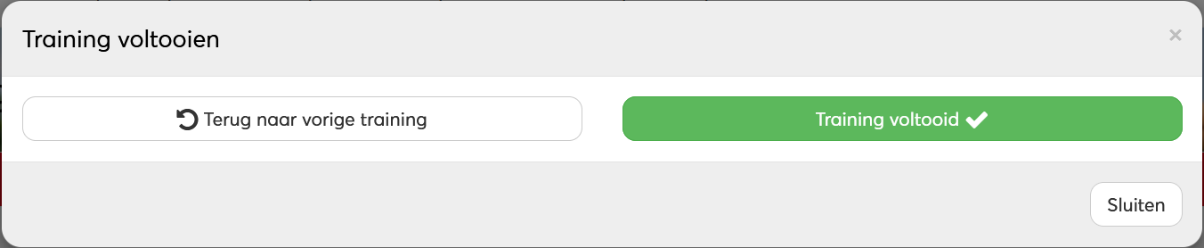 Training voltooien
×
Terug naar vorige training
Training voltooid
Sluiten